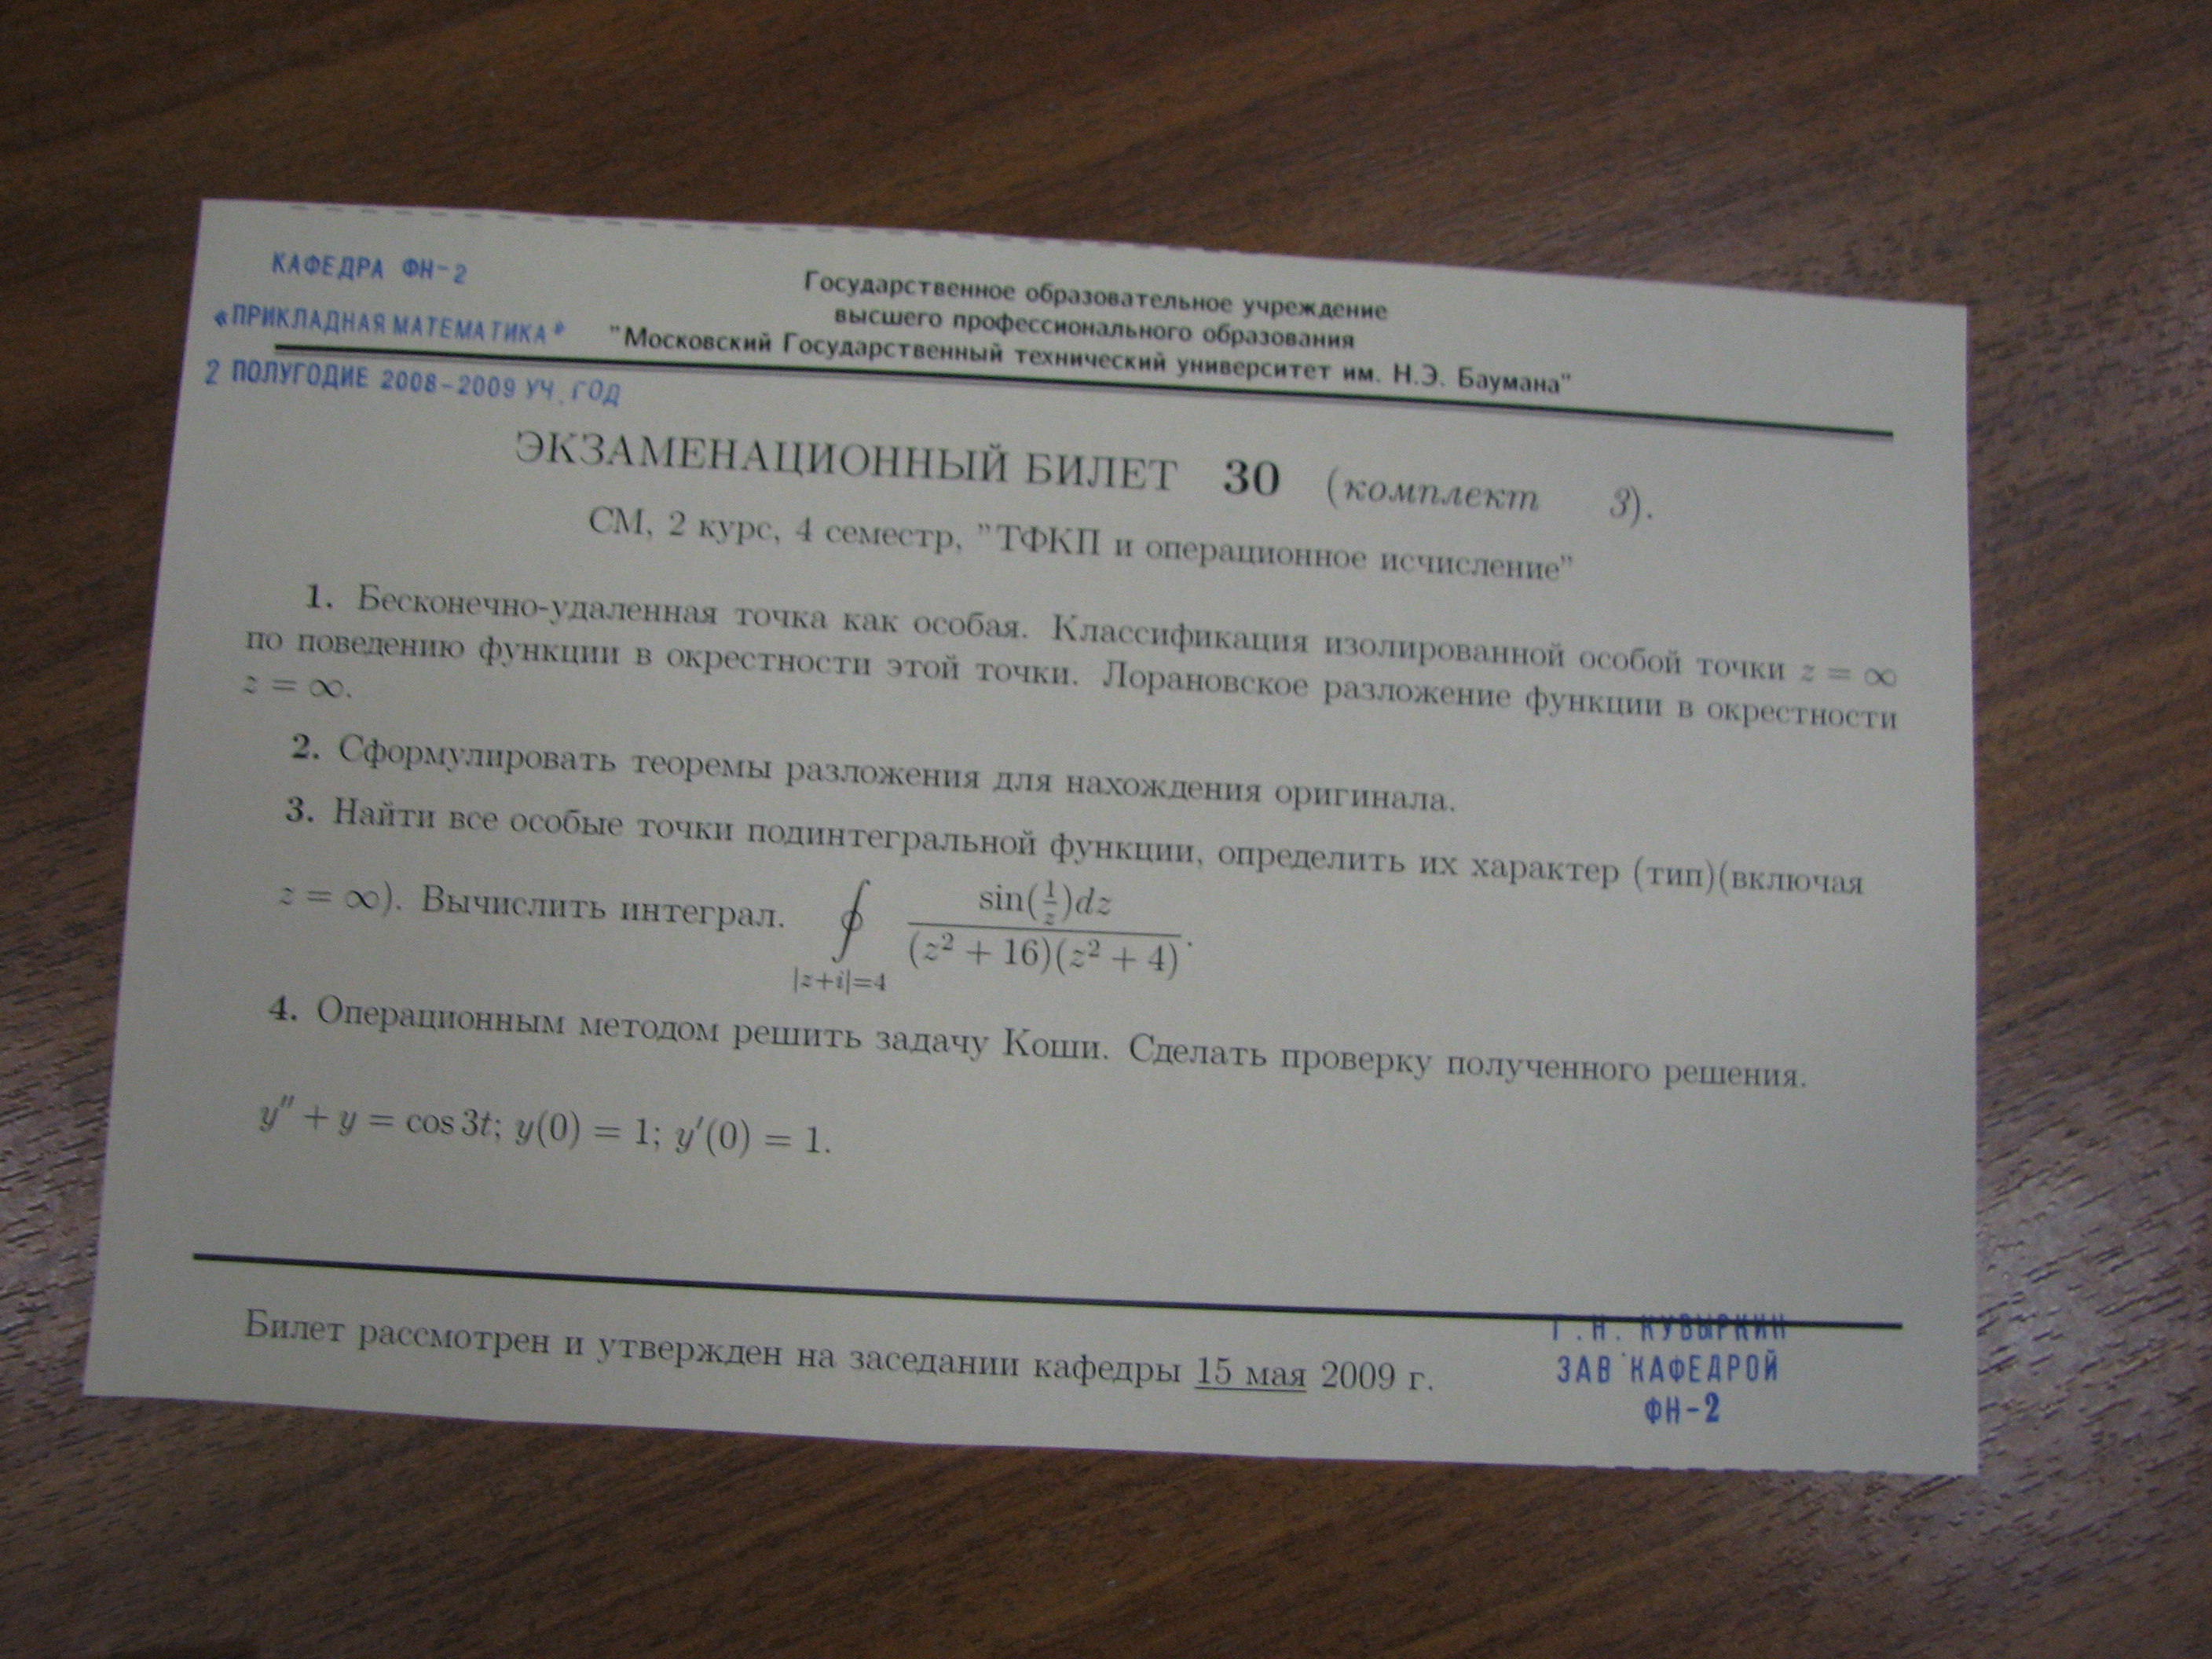 КАФЕДРА ФН-2
«ПРИКЛАДНАЯ МАТЕМАТИКА»
2 ПОЛУГОДИЕ 2008-2009 УЧ. ГОД
Государственное образовательное учреждение
высшего профессионального образования
"Московский Государственный технический университет им. Н.Э. Баумана"
ЭКЗАМЕНАЦИОННЫЙ БИЛЕТ 30 (комплект 3).
СМ, 2 курс, 4 семестр, "ТФКП и операционное исчисление"
1. Бесконечно-удаленная точка как особая. Классификация изолированной особой точки z = ∞
по поведению функции в окрестности этой точки. Лорановское разложение функции в окрестности
z = ∞.
2. Сформулировать теоремы разложения для нахождения оригинала.
3. Найти все особые точки подинтегральной функции, определить их характер (тип)(включая
z = ∞). Вычислить интеграл. ∮_{|z+i|=4} sin(1/z)dz / (z² + 16)(z² + 4).
4. Операционным методом решить задачу Коши. Сделать проверку полученного решения.
y'' + y = cos 3t; y(0) = 1; y'(0) = 1.
Билет рассмотрен и утвержден на заседании кафедры 15 мая 2009 г.
Г.Н. КУВЫРКИН
ЗАВ КАФЕДРОЙ
ФН-2